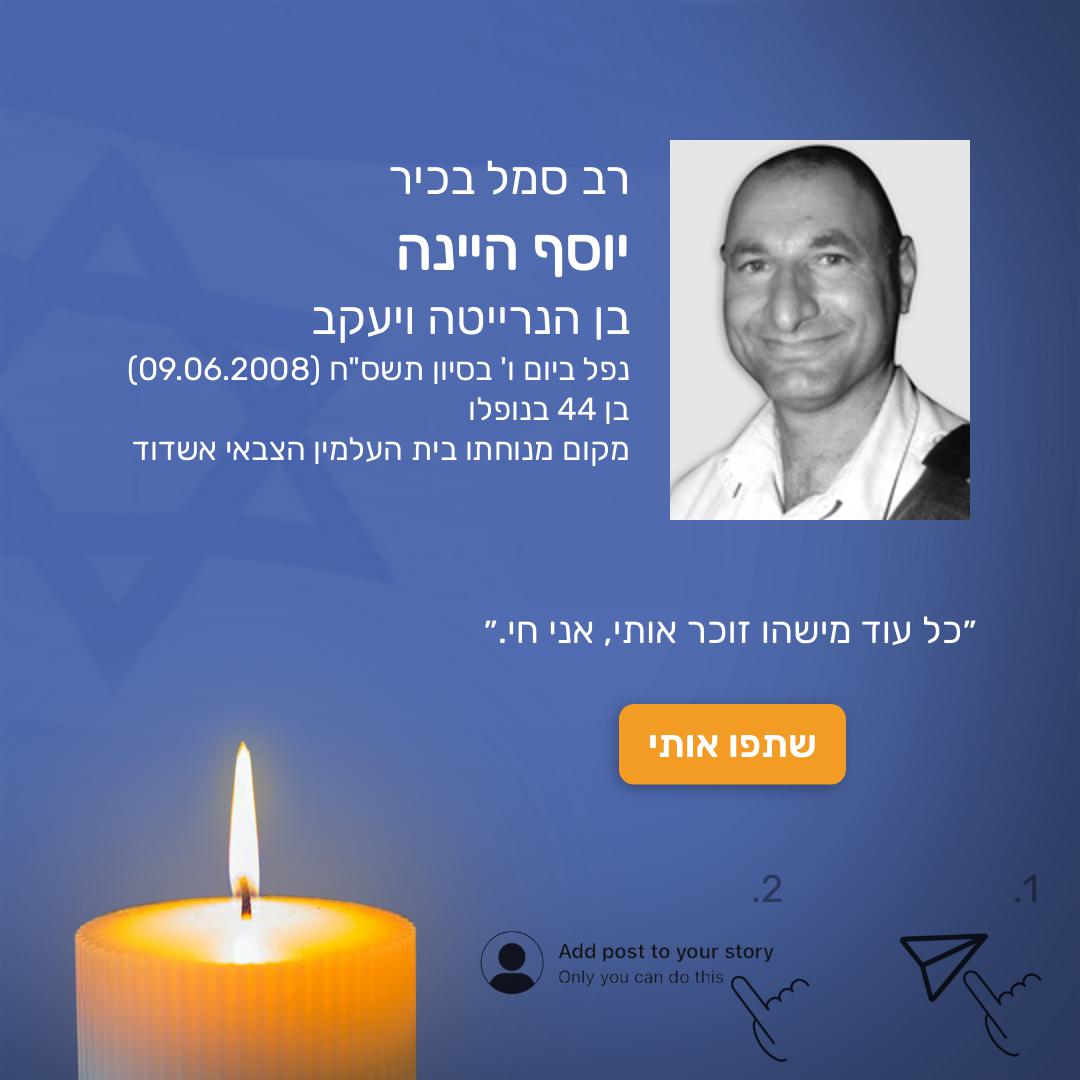 רב סמל בכיר
יוסף היינה
בן הנרייטה ויעקב
נפל ביום ו' בסיון תשס"ח (09.06.2008)
בן 44 בנופלו
מקום מנוחתו בית העלמין הצבאי אשדוד
״כל עוד מישהו זוכר אותי, אני חי.״
שתפו אותי
.1
.2
Add post to your story
Only you can do this